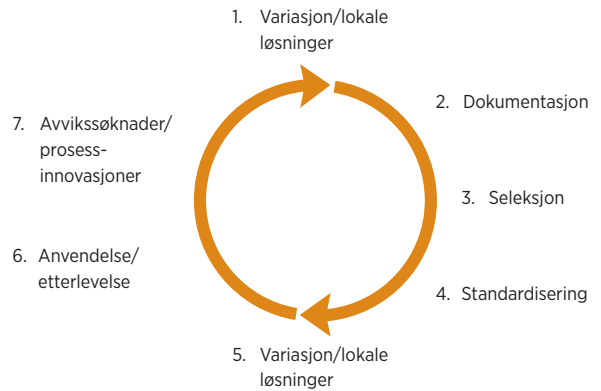 1. Variasjon/lokale
løsninger
2. Dokumentasjon
3. Seleksjon
4. Standardisering
5. Variasjon/lokale
løsninger
6. Anvendelse/
etterlevelse
7. Avvikssøknader/
prosess-
innovasjoner